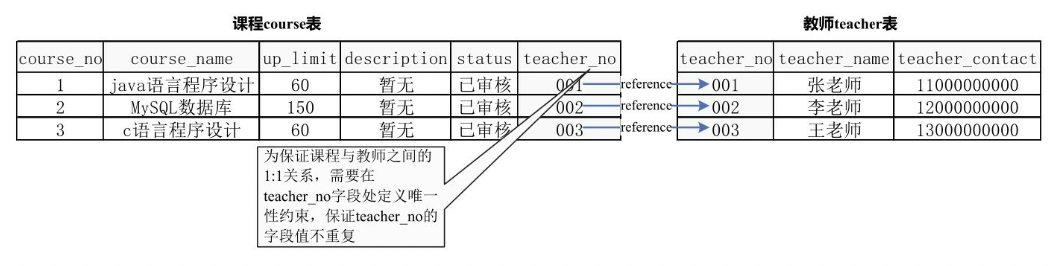 课程course表 教师teacher表
course_no course_name up_limit description status teacher_no teacher_no teacher_name teacher_contact
1 java语言程序设计 60 暂无 已审核 001 reference 001 张老师 11000000000
2 MySQL数据库 150 暂无 已审核 002 reference 002 李老师 12000000000
3 c语言程序设计 60 暂无 已审核 003 reference 003 王老师 13000000000
为保证课程与教师之间的
1:1关系，需要在
teacher_no字段处定义唯一
性约束，保证teacher_no的
字段值不重复